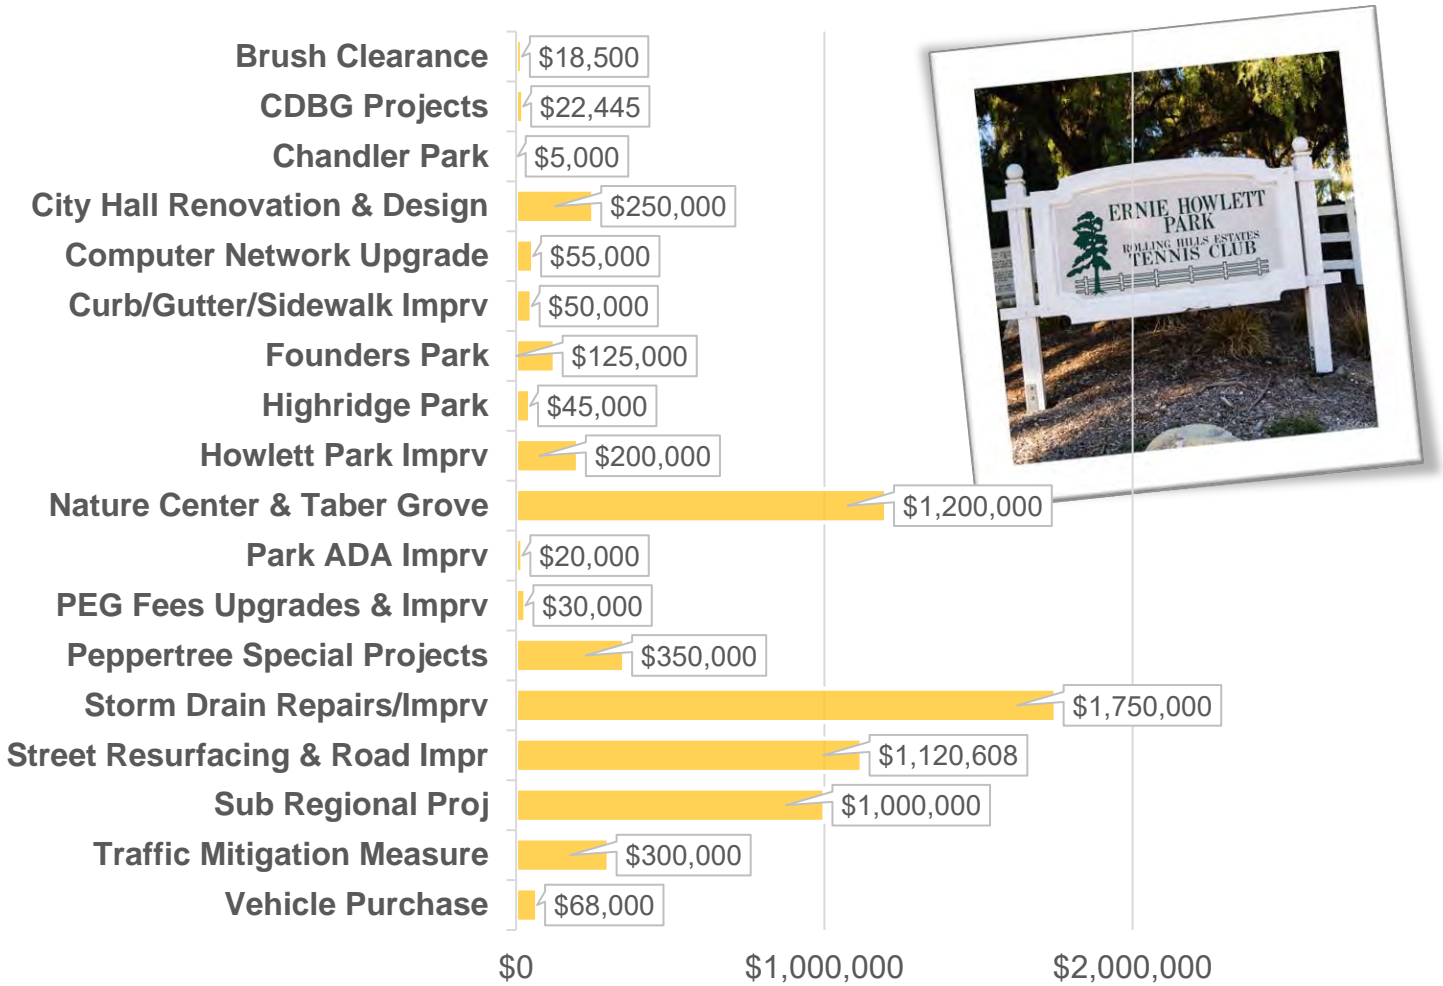 Brush Clearance $18,500
CDBG Projects $22,445
Chandler Park $5,000
City Hall Renovation & Design $250,000
Computer Network Upgrade $55,000
Curb/Gutter/Sidewalk Imprv $50,000
Founders Park $125,000
Highridge Park $45,000
Howlett Park Imprv $200,000
Nature Center & Taber Grove $1,200,000
Park ADA Imprv $20,000
PEG Fees Upgrades & Imprv $30,000
Peppertree Special Projects $350,000
Storm Drain Repairs/Imprv $1,750,000
Street Resurfacing & Road Impr $1,120,608
Sub Regional Proj $1,000,000
Traffic Mitigation Measure $300,000
Vehicle Purchase $68,000
$0 $1,000,000 $2,000,000
ERNIE HOWLETT
PARK
ROLLING HILLS ESTATES
TENNIS CLUB